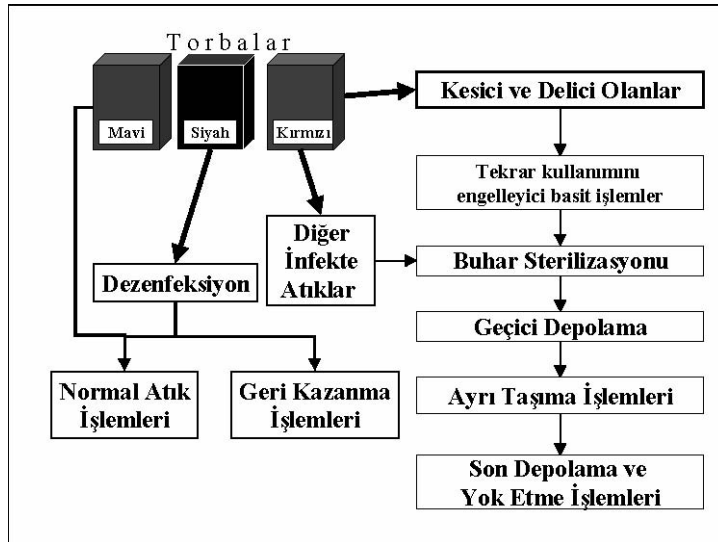 Torbalar
Mavi
Siyah
Kırmızı
Kesici ve Delici Olanlar
Tekrar kullanımını
engelleyici basit işlemler
Diğer
İnfekte
Atıklar
Buhar Sterilizasyonu
Dezenfeksiyon
Geçici Depolama
Normal Atık
İşlemleri
Geri Kazanma
İşlemleri
Ayrı Taşıma İşlemleri
Son Depolama ve
Yok Etme İşlemleri